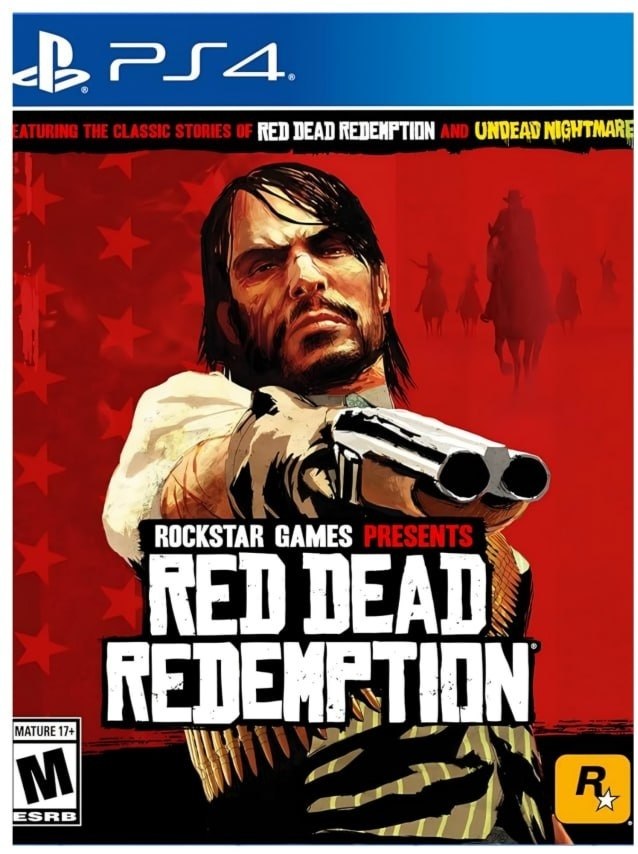 PS4
EATURING THE CLASSIC STORIES OF RED DEAD REDEMPTION AND UNDEAD NIGHTMARE
ROCKSTAR GAMES PRESENTS
RED DEAD
REDEMPTION®
MATURE 17+
M
ESRB
R